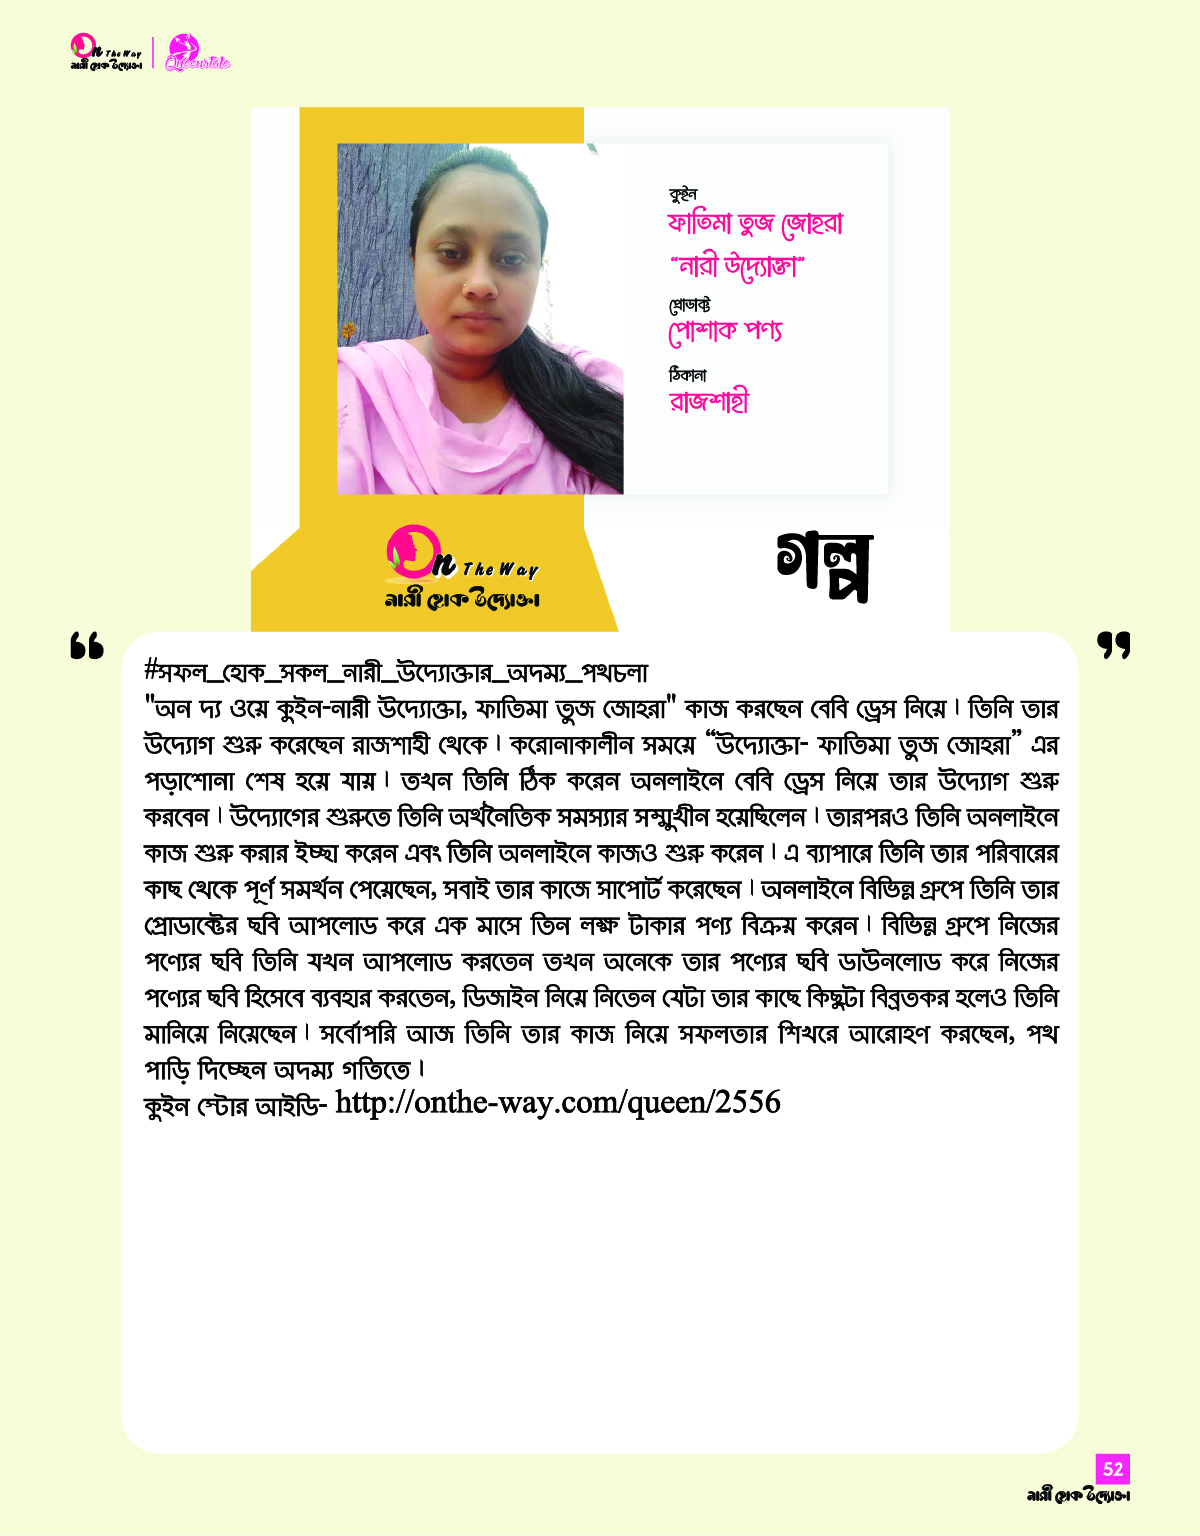 On The Way
নারী হোক উদ্যোক্তা
Queenstale
কুইন
ফাতিমা তুজ জোহরা
“নারী উদ্যোক্তা”
প্রোডাক্ট
পোশাক পণ্য
ঠিকানা
রাজশাহী
On The Way
নারী হোক উদ্যোক্তা
গল্প
#সফল_হোক_সকল_নারী_উদ্যোক্তার_অদম্য_পথচলা
"অন দ্য ওয়ে কুইন-নারী উদ্যোক্তা, ফাতিমা তুজ জোহরা" কাজ করছেন বেবি ড্রেস নিয়ে। তিনি তার
উদ্যোগ শুরু করেছেন রাজশাহী থেকে। করোনাকালীন সময়ে “উদ্যোক্তা- ফাতিমা তুজ জোহরা” এর
পড়াশোনা শেষ হয়ে যায়। তখন তিনি ঠিক করেন অনলাইনে বেবি ড্রেস নিয়ে তার উদ্যোগ শুরু
করবেন। উদ্যোগের শুরুতে তিনি অর্থনৈতিক সমস্যার সম্মুখীন হয়েছিলেন। তারপরও তিনি অনলাইনে
কাজ শুরু করার ইচ্ছা করেন এবং তিনি অনলাইনে কাজও শুরু করেন। এ ব্যাপারে তিনি তার পরিবারের
কাছ থেকে পূর্ণ সমর্থন পেয়েছেন, সবাই তার কাজে সাপোর্ট করেছেন। অনলাইনে বিভিন্ন গ্রুপে তিনি তার
প্রোডাক্টের ছবি আপলোড করে এক মাসে তিন লক্ষ টাকার পণ্য বিক্রয় করেন। বিভিন্ন গ্রুপে নিজের
পণ্যের ছবি তিনি যখন আপলোড করতেন তখন অনেকে তার পণ্যের ছবি ডাউনলোড করে নিজের
পণ্যের ছবি হিসেবে ব্যবহার করতেন, ডিজাইন নিয়ে নিতেন যেটা তার কাছে কিছুটা বিব্রতকর হলেও তিনি
মানিয়ে নিয়েছেন। সর্বোপরি আজ তিনি তার কাজ নিয়ে সফলতার শিখরে আরোহণ করছেন, পথ
পাড়ি দিচ্ছেন অদম্য গতিতে।
কুইন স্টোর আইডি- http://onthe-way.com/queen/2556
52
নারী হোক উদ্যোক্তা